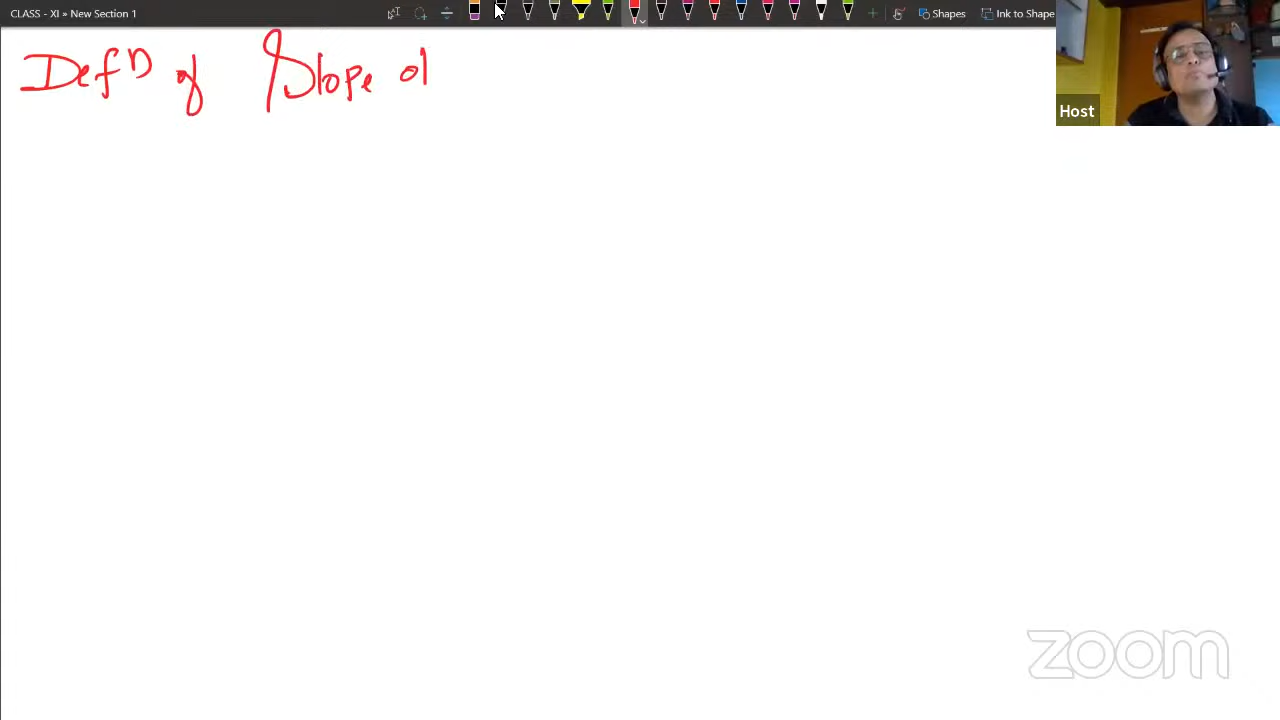 CLASS - XI » New Section 1
Shapes
Ink to Shape
Defn of Slope of
Host
zoom